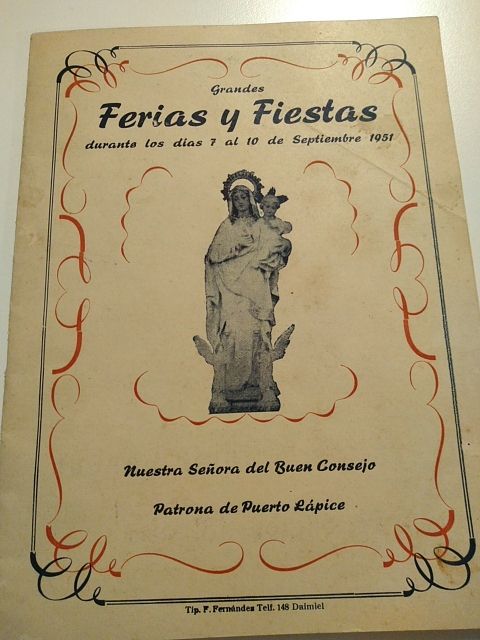 Grandes
Ferias y Fiestas
durante los días 7 al 10 de Septiembre 1951
Nuestra Señora del Buen Consejo
Patrona de Puerto Lápice
Tip. F. Fernándes Telf. 148 Daimiel